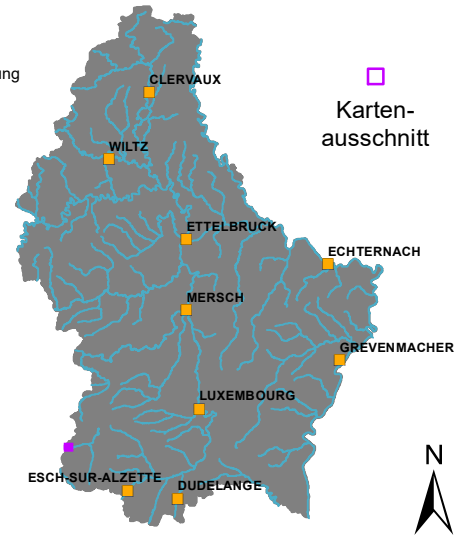 ung
CLERVAUX
Karten-
ausschnitt
WILTZ
ETTELBRUCK
ECHTERNACH
MERSCH
GREVENMACHER
LUXEMBOURG
ESCH-SUR-ALZETTE
DUDELANGE
N